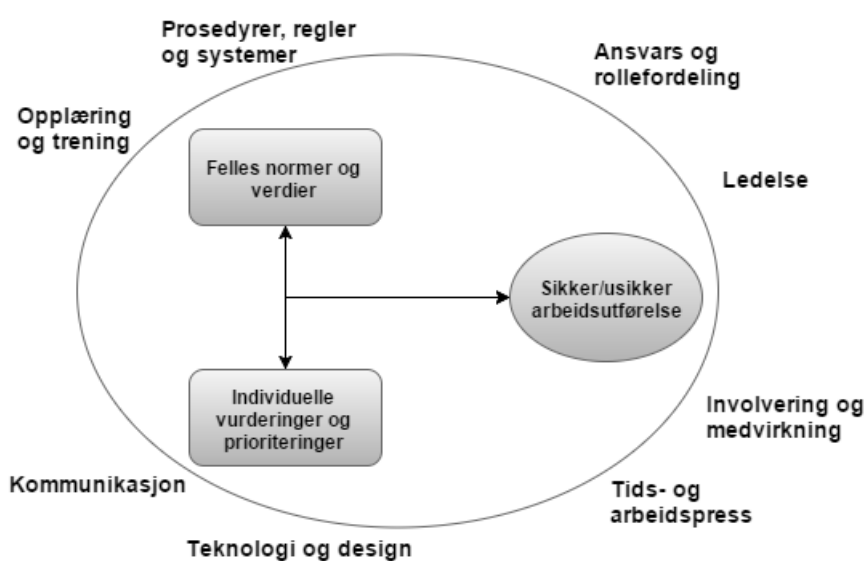 Prosedyrer, regler
og systemer
Ansvars og
rollefordeling
Opplæring
og trening
Felles normer og
verdier
Ledelse
Sikker/usikker
arbeidsutførelse
Individuelle
vurderinger og
prioriteringer
Involvering og
medvirkning
Kommunikasjon
Tids- og
arbeidspress
Teknologi og design